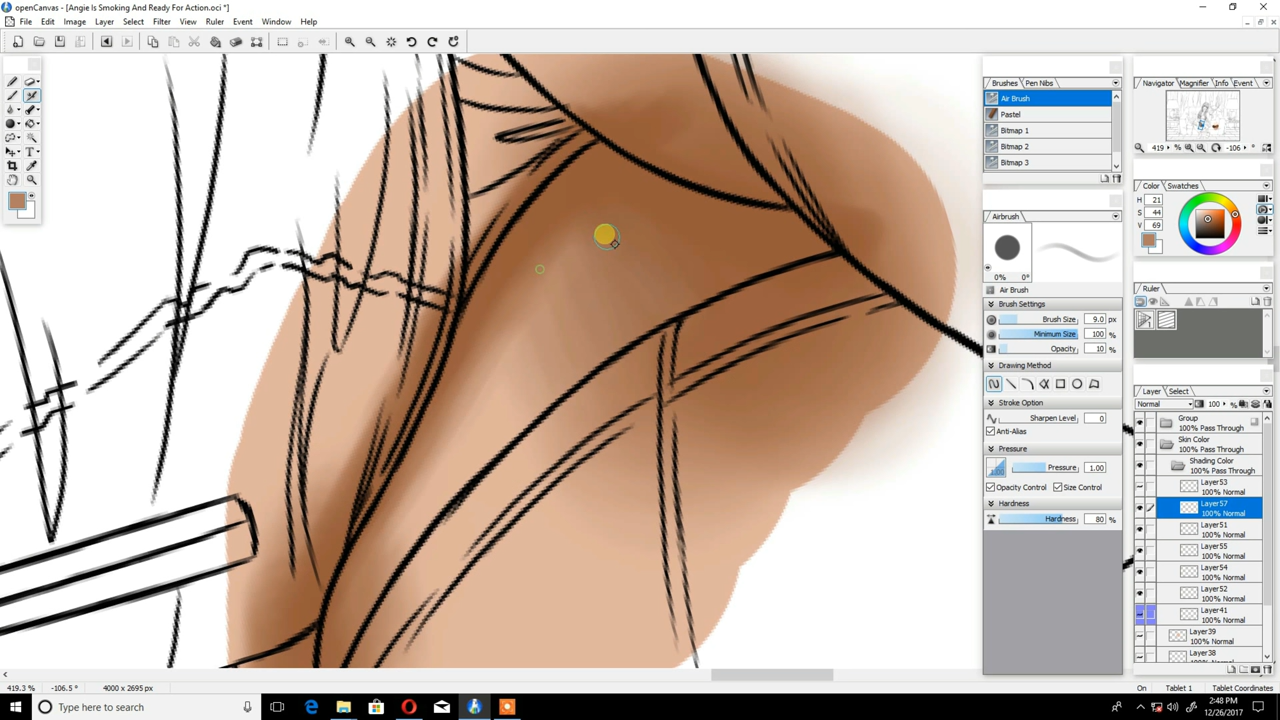 openCanvas - [Angie Is Smoking And Ready For Action.oci *]
File Edit Image Layer Select Filter View Ruler Event Window Help
Brushes Pen Nibs
Air Brush
Pastel
Bitmap 1
Bitmap 2
Bitmap 3
Airbrush
0% 0°
Air Brush
Brush Settings
Brush Size 9.0 px
Minimum Size 100 %
Opacity 10 %
Drawing Method
Stroke Option
Sharpen Level 0
Anti-Alias
Pressure
Pressure 1.00
Opacity Control Size Control
Hardness
Hardness 80 %
Navigator Magnifier Info Event
419 % -106 °
Color Swatches
H 21
S 44
V 69
Ruler
Layer Select
Normal 100 %
Group
100% Pass Through
Skin Color
100% Pass Through
Shading Color
100% Pass Through
Layer53
100% Normal
Layer57
100% Normal
Layer51
100% Normal
Layer55
100% Normal
Layer54
100% Normal
Layer52
100% Normal
Layer41
100% Normal
Layer39
100% Normal
Layer38
100% Normal
419.3 % -106.5 ° 4000 x 2695 px
On Tablet 1 Tablet Coordinates
Type here to search
2:48 PM
12/26/2017